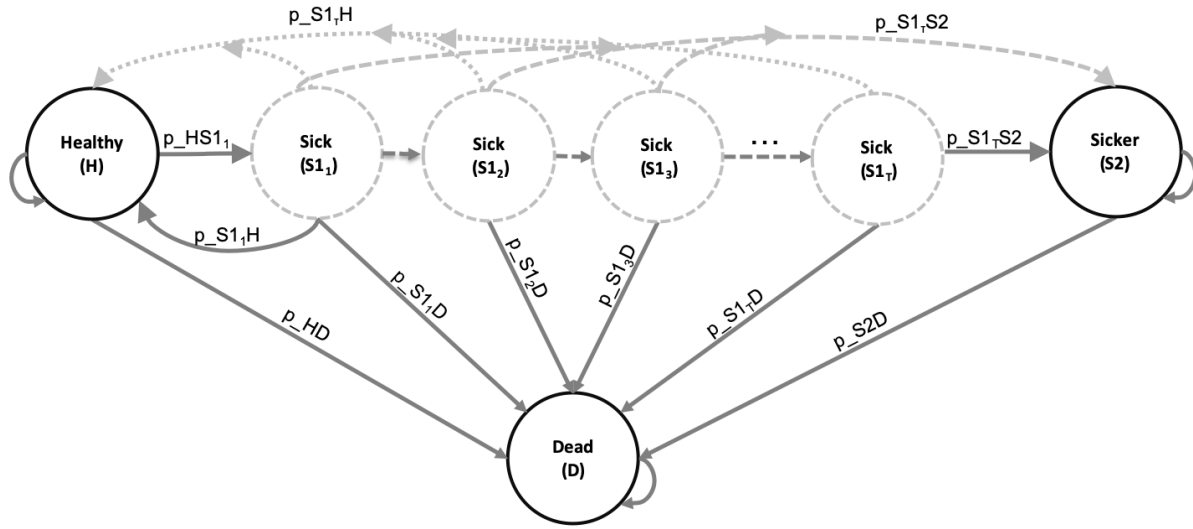 p_S1ₜH
p_S1ₜS2
Healthy
(H)
p_HS1₁
Sick
(S1₁)
Sick
(S1₂)
Sick
(S1₃)
...
Sick
(S1ₜ)
p_S1ₜS2
Sicker
(S2)
p_S1₁H
p_HD
p_S1₁D
p_S1₂D
p_S1₃D
p_S1ₜD
p_S2D
Dead
(D)